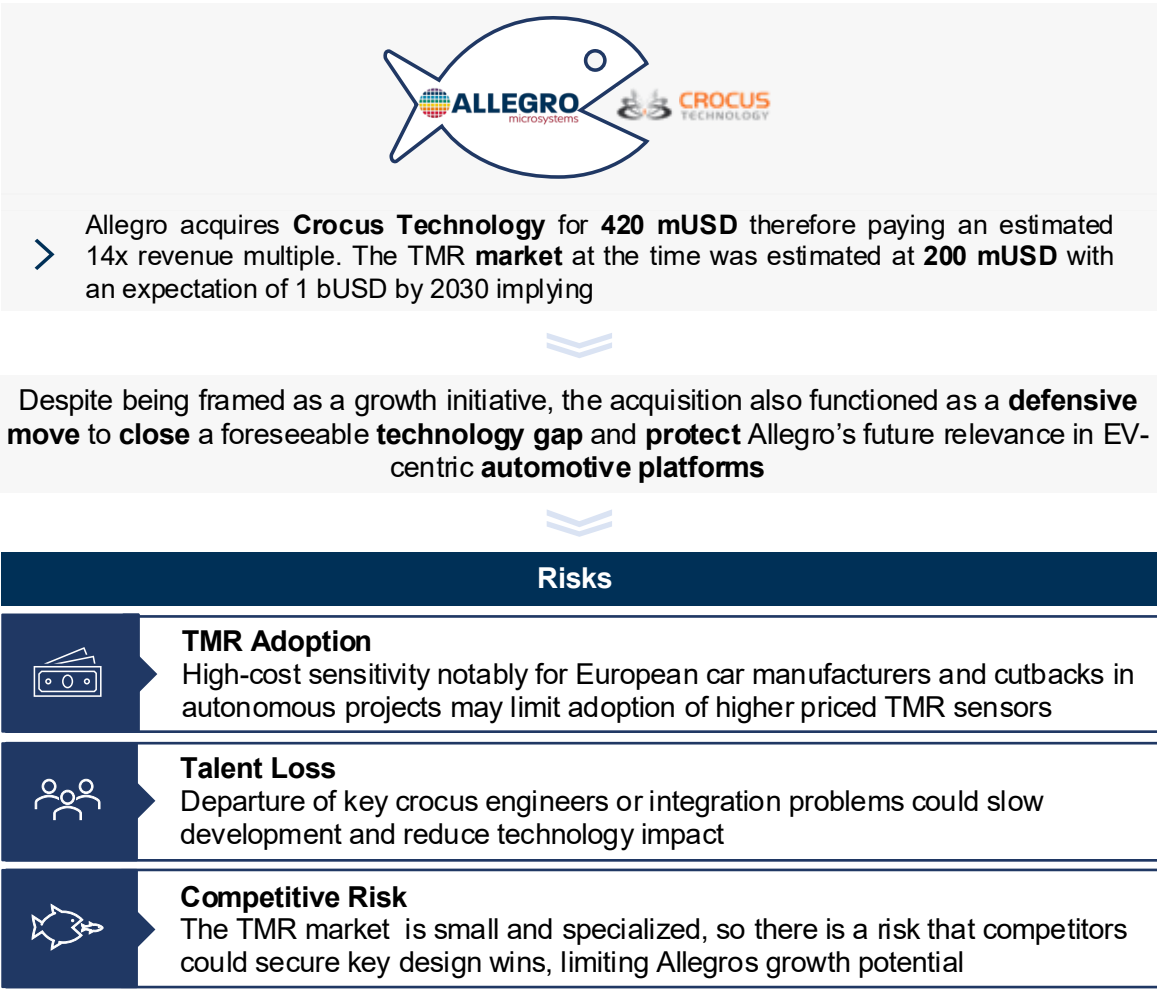 ALLEGRO
microsystems
CROCUS
TECHNOLOGY
Allegro acquires Crocus Technology for 420 mUSD therefore paying an estimated
14x revenue multiple. The TMR market at the time was estimated at 200 mUSD with
an expectation of 1 bUSD by 2030 implying
Despite being framed as a growth initiative, the acquisition also functioned as a defensive
move to close a foreseeable technology gap and protect Allegro’s future relevance in EV-
centric automotive platforms
Risks
TMR Adoption
High-cost sensitivity notably for European car manufacturers and cutbacks in
autonomous projects may limit adoption of higher priced TMR sensors
Talent Loss
Departure of key crocus engineers or integration problems could slow
development and reduce technology impact
Competitive Risk
The TMR market is small and specialized, so there is a risk that competitors
could secure key design wins, limiting Allegros growth potential